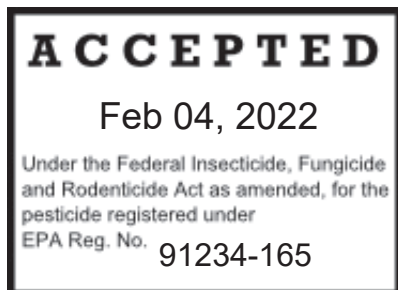 ACCEPTED
Feb 04, 2022
Under the Federal Insecticide, Fungicide
and Rodenticide Act as amended, for the
pesticide registered under
EPA Reg. No. 91234-165